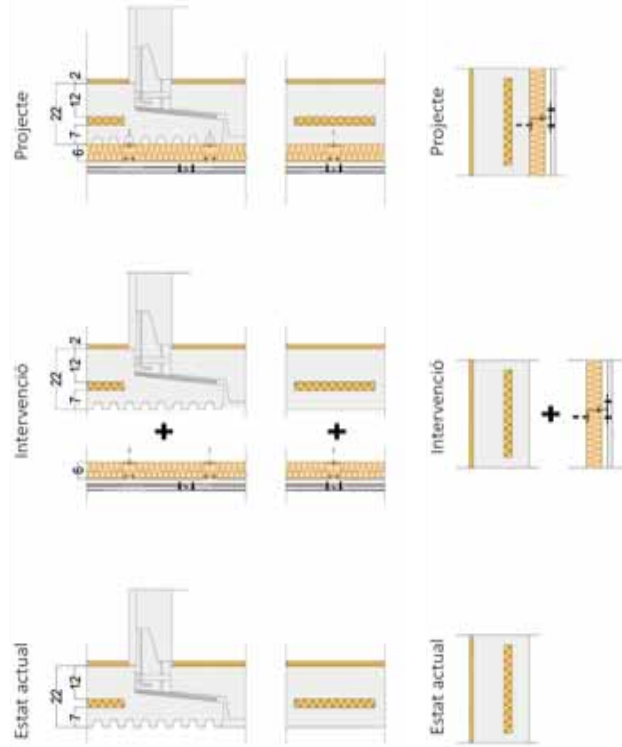 Estat actual
22
7 12
Intervenció
22
7 12 2
6
Projecte
22
6 7 12 2
Estat actual
Intervenció
+
+
+
Projecte